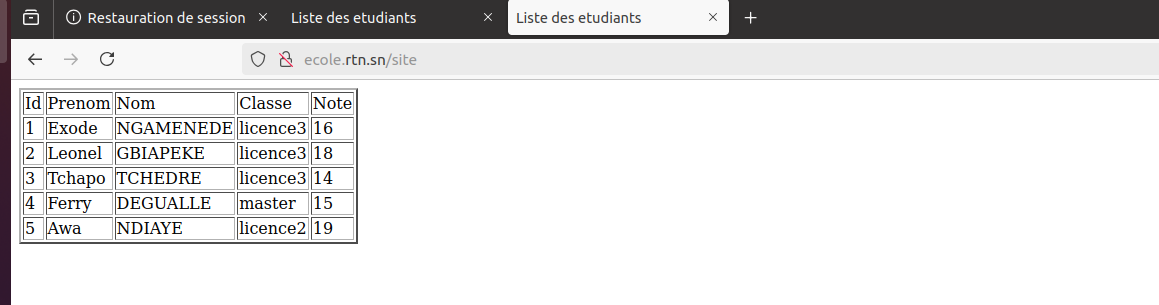 Restauration de session Liste des etudiants Liste des etudiants
ecole.rtn.sn/site
Id Prenom Nom Classe Note
1 Exode NGAMENEDE licence3 16
2 Leonel GBIAPEKE licence3 18
3 Tchapo TCHEDRE licence3 14
4 Ferry DEGUALLE master 15
5 Awa NDIAYE licence2 19